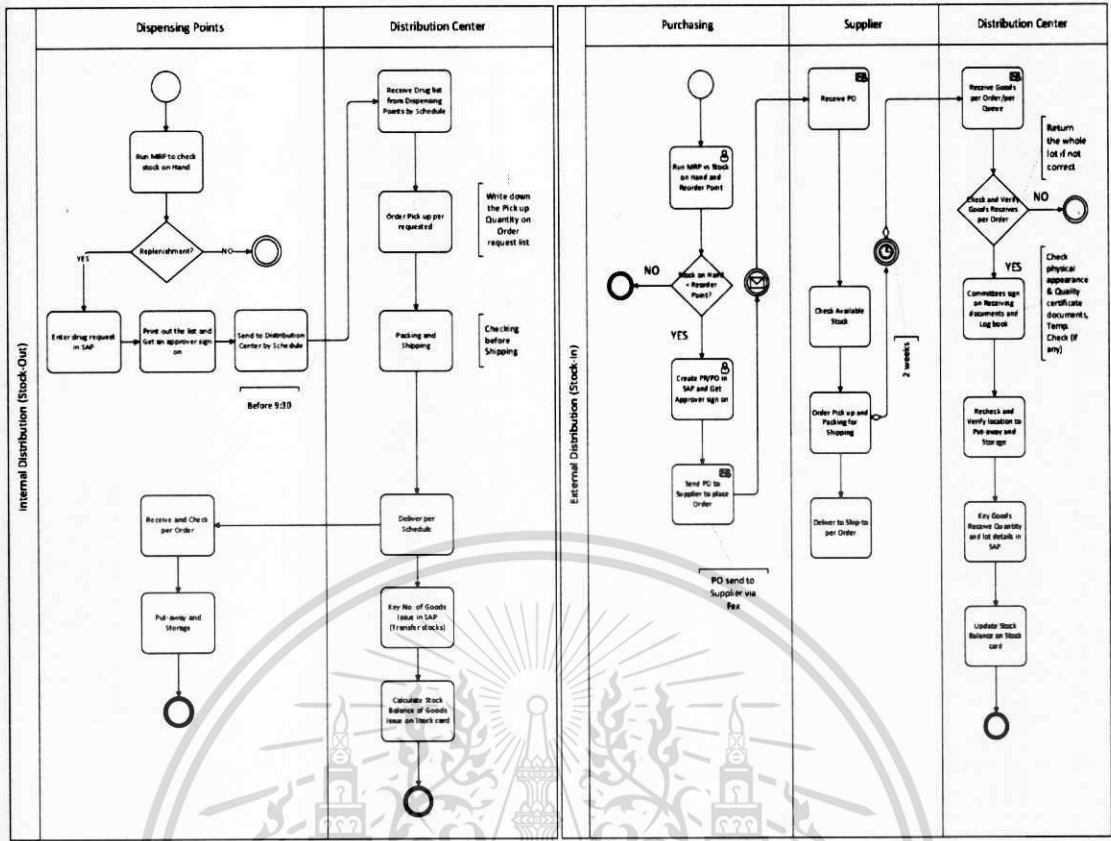 Internal Distribution (Stock-Out)
Dispensing Points
Run MRP to check
stock on Hand
Replenishment?
NO
YES
Enter drug request
in SAP
Print out the list and
Get an approver sign
on
Send to Distribution
Center by Schedule
Before 9:30
Receive and Check
per Order
Put-away and
Storage
Distribution Center
Receive Drug list
from Dispensing
Points by Schedule
Order Pick up per
requested
Write down
the Pick up
Quantity on
Order
request list
Packing and
Shipping
Checking
before
Shipping
Deliver per
Schedule
Key No. of Goods
Issue in SAP
(Transfer stocks)
Calculate Stock
Balance of Goods
Issue on Stock card
External Distribution (Stock-In)
Purchasing
Run MRP in Stock
on Hand and
Reorder Point
Stock on Hand
< Reorder
Point?
NO
YES
Create PR/PO in
SAP and Get
Approver sign on
Send PO to
Supplier to place
Order
PO send to
Supplier via
Fax
Supplier
Receive PO
Check Available
Stock
Order Pick up and
Packing for
Shipping
2 weeks
Deliver to Ship-to
per Order
Distribution Center
Receive Goods
per Order/per
Queue
Return
the whole
lot if not
correct
Check and Verify
Goods Receives
per Order
NO
YES
Check
physical
appearance
& Quality
certificate
documents,
Temp.
Check (if
any)
Committees sign
on Receiving
documents and
Log book
Recheck and
Verify location to
Put-away and
Storage
Key Goods
Receive Quantity
and lot details in
SAP
Update Stock
Balance on Stock
card